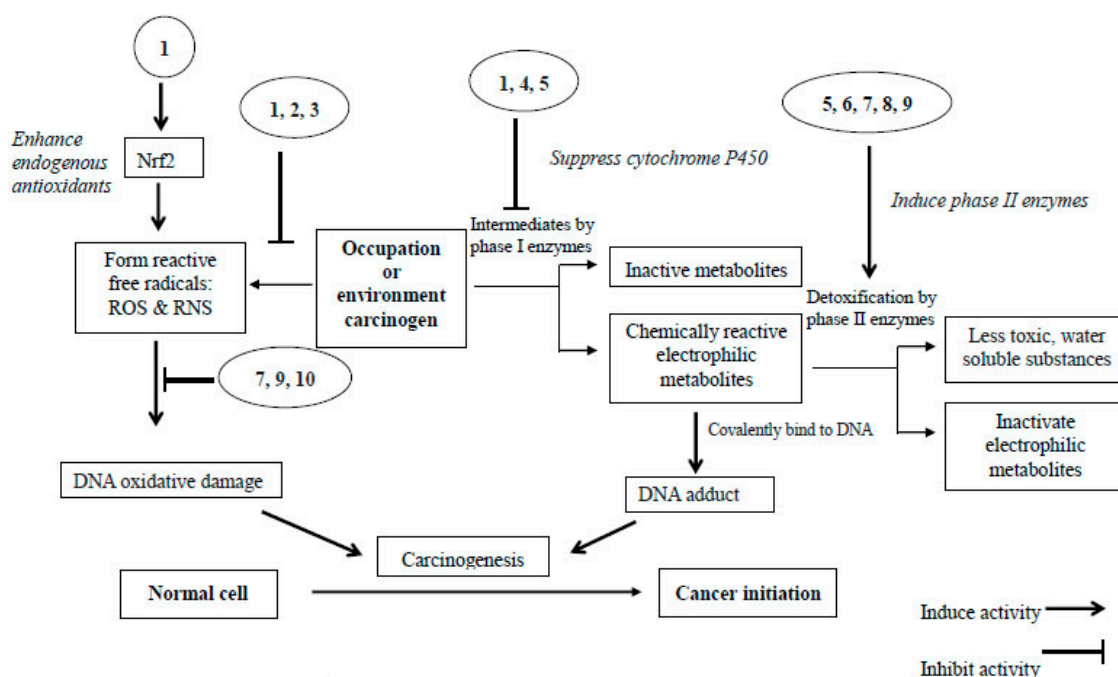 1
1, 4, 5
1, 2, 3
5, 6, 7, 8, 9
Enhance
endogenous
antioxidants
Nrf2
Suppress cytochrome P450
Induce phase II enzymes
Intermediates by
phase I enzymes
Form reactive
free radicals:
ROS & RNS
Occupation
or
environment
carcinogen
Inactive metabolites
Detoxification by
phase II enzymes
Chemically reactive
electrophilic
metabolites
Less toxic, water
soluble substances
7, 9, 10
Covalently bind to DNA
Inactivate
electrophilic
metabolites
DNA oxidative damage
DNA adduct
Carcinogenesis
Normal cell
Cancer initiation
Induce activity
Inhibit activity